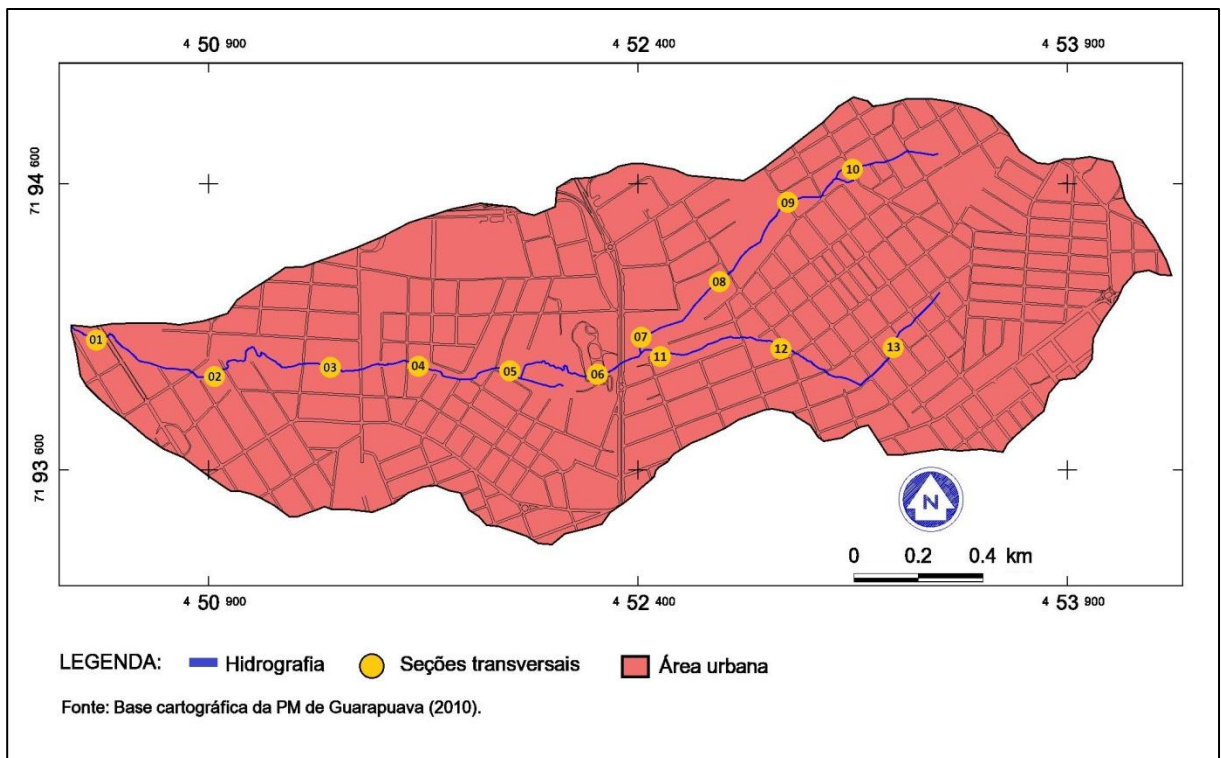 4 50 900 4 52 400 4 53 900
71 94 600
10
09
08
07
01 11 12 13
02 03 04 05 06
71 93 600
N
0 0.2 0.4 km
4 50 900 4 52 400 4 53 900
LEGENDA: Hidrografia Seções transversais Área urbana
Fonte: Base cartográfica da PM de Guarapuava (2010).